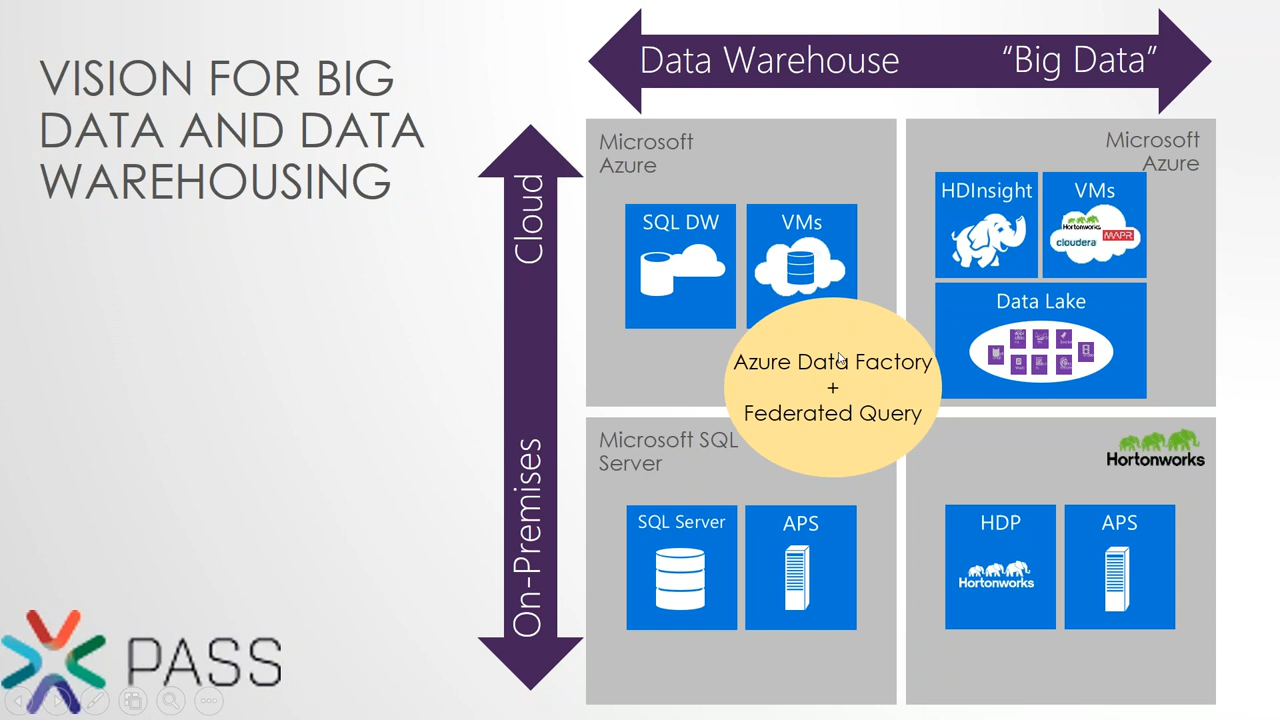 VISION FOR BIG
DATA AND DATA
WAREHOUSING
Data Warehouse
"Big Data"
Cloud
On-Premises
Microsoft
Azure
SQL DW
VMs
Microsoft
Azure
HDInsight
VMs
Hortonworks
cloudera
MAPR
Data Lake
Azure Data Factory
+
Federated Query
Microsoft SQL
Server
SQL Server
APS
Hortonworks
HDP
Hortonworks
APS
PASS